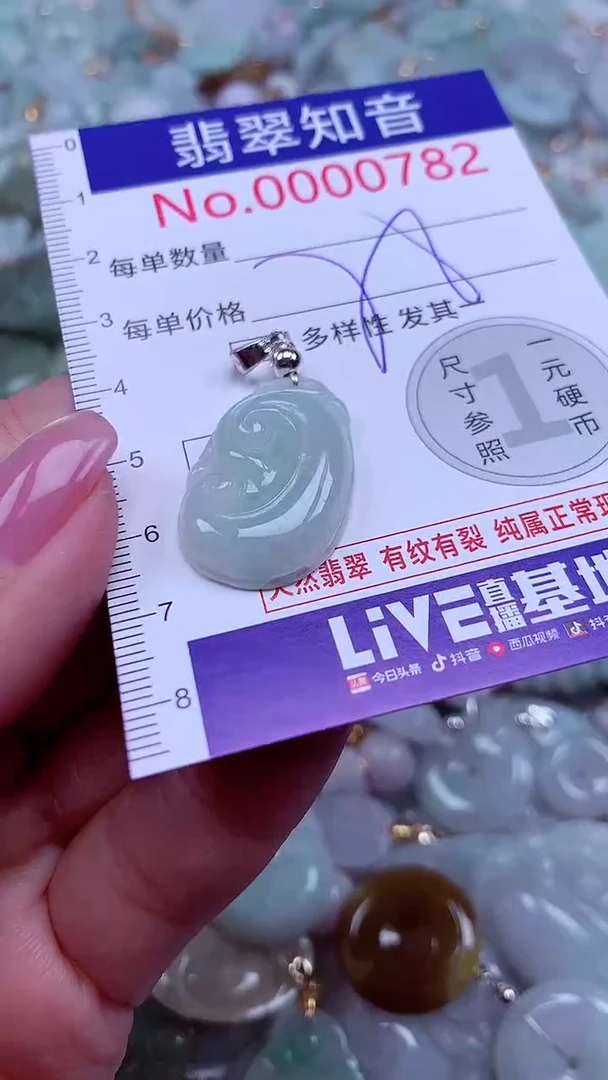 翡翠知音
No.0000782
0
1
2
3
4
5
6
7
8
每单数量
每单价格
多样性 发其
尺寸参照
1
一元硬币
天然翡翠 有纹有裂 纯属正常现
LiVE直播基地
今日头条 抖音 西瓜视频 抖音